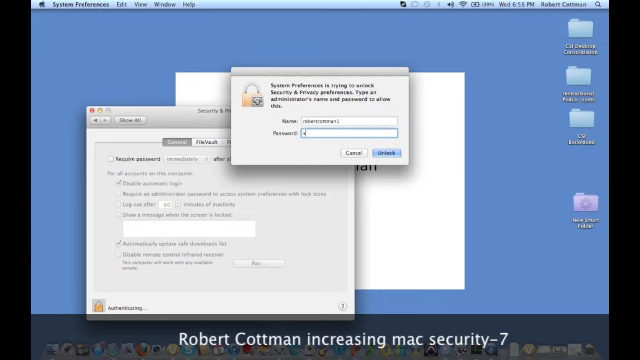 System Preferences Edit View Window Help
(99%) Wed 6:58 PM Robert Cottman
CSI Desktop
Consolidation
System Preferences is trying to unlock
Security & Privacy preferences. Type an
administrator's name and password to allow
this.
Name: robertcottman1
Password:
Cancel Unlock
Instructional
CSI
Background
New Smart
Folder
Security & Pri
Show All
General FileVault
Require password immediately after
For all accounts on this computer:
Disable automatic login
Require an administrator password to access system preferences with lock icons
Log out after 60 minutes of inactivity
Show a message when the screen is locked:
Automatically update safe downloads list
Disable remote control infrared receiver
This computer will work with any available
remote.
Pair...
Authenticating...
?
Robert Cottman increasing mac security-7